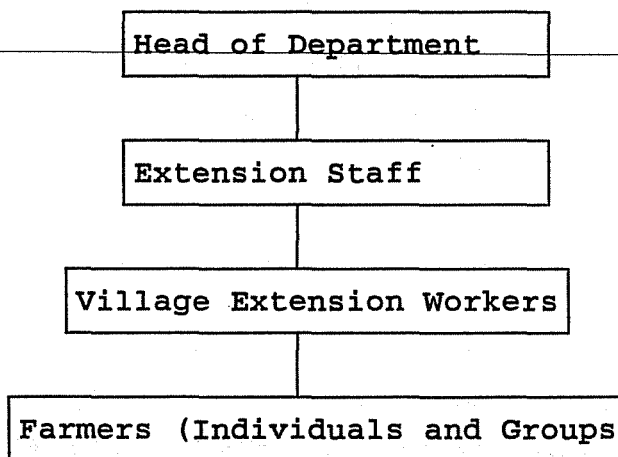 Head of Department
Extension Staff
Village Extension Workers
Farmers (Individuals and Groups